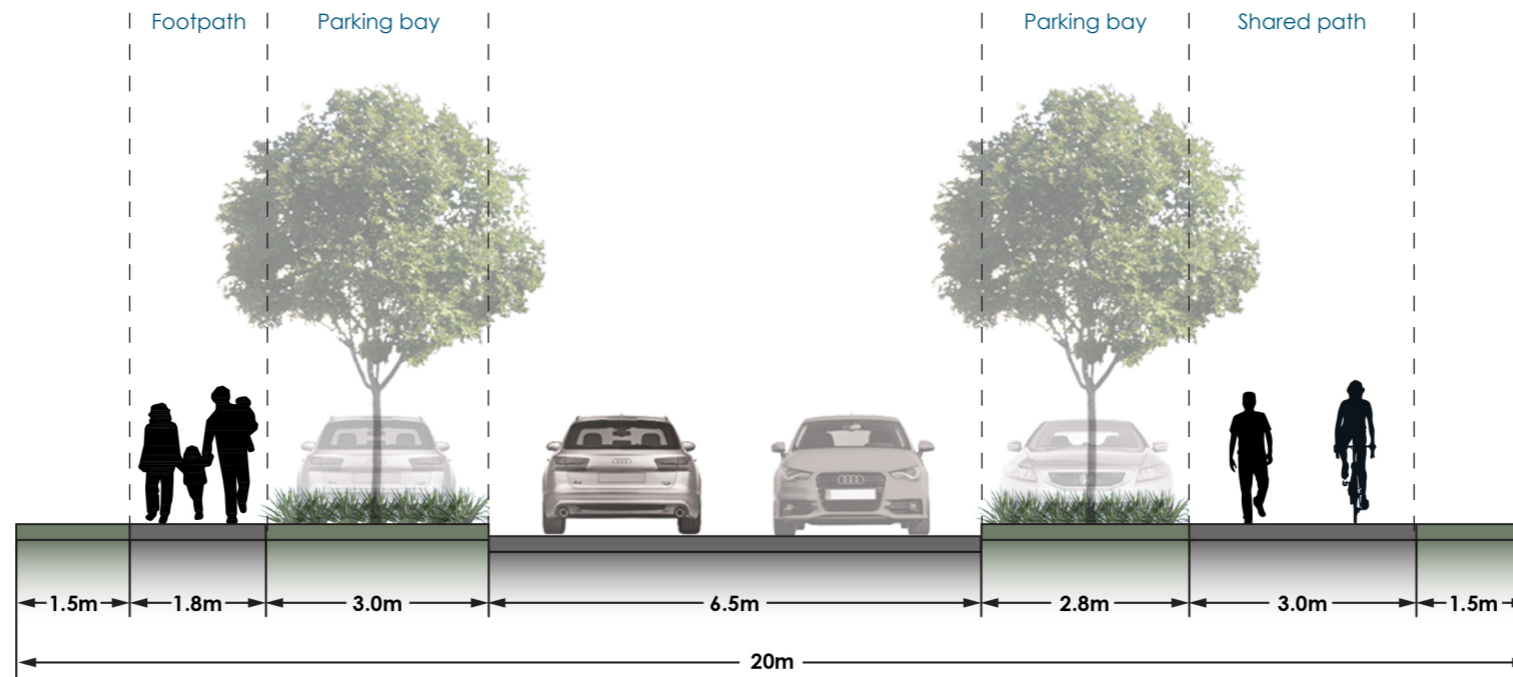 Footpath
Parking bay
Parking bay
Shared path
1.5m
1.8m
3.0m
6.5m
2.8m
3.0m
1.5m
20m